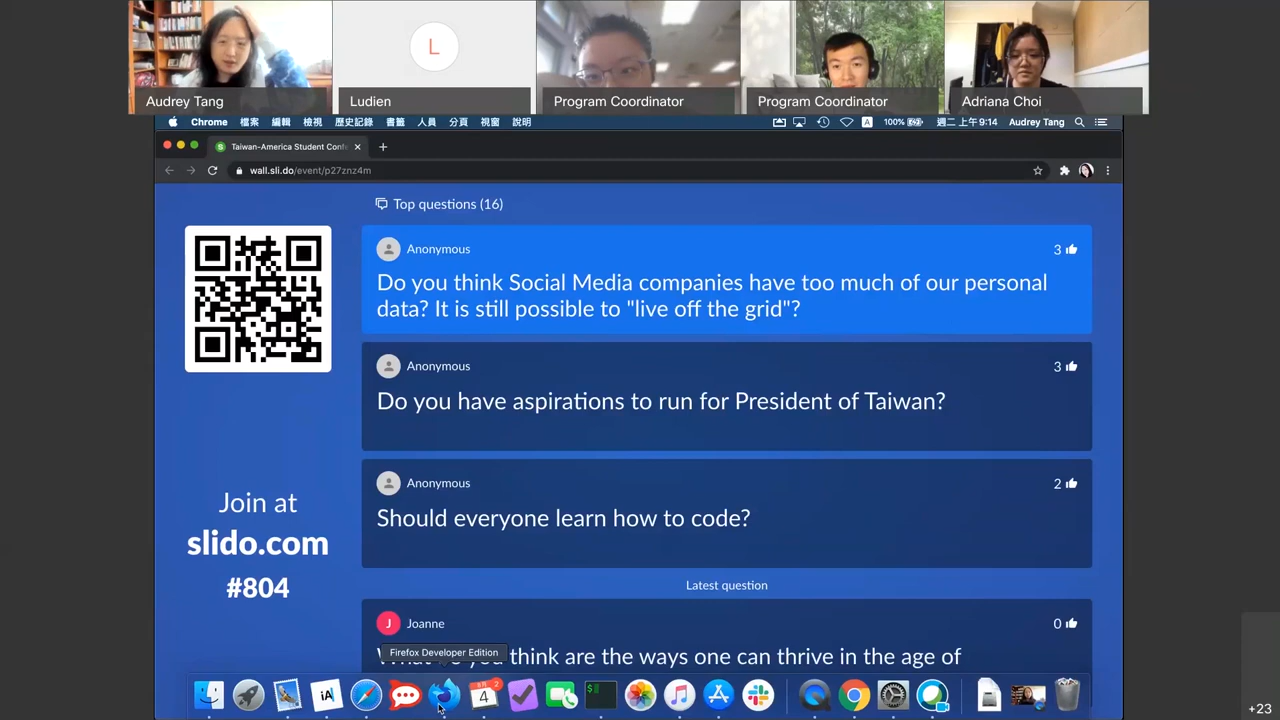 L
Audrey Tang
Ludien
Program Coordinator
Program Coordinator
Adriana Choi
Chrome 檔案 編輯 檢視 歷史記錄 書籤 人員 分頁 視窗 說明
A 100% 週二 上午9:14 Audrey Tang
S Taiwan-America Student Conf
wall.sli.do/event/p27znz4m
Top questions (16)
Anonymous 3
Do you think Social Media companies have too much of our personal
data? It is still possible to "live off the grid"?
Anonymous 3
Do you have aspirations to run for President of Taiwan?
Anonymous 2
Should everyone learn how to code?
Join at
slido.com
#804
Latest question
J Joanne 0
What do you think are the ways one can thrive in the age of
Firefox Developer Edition
iA
4
2
$
+23